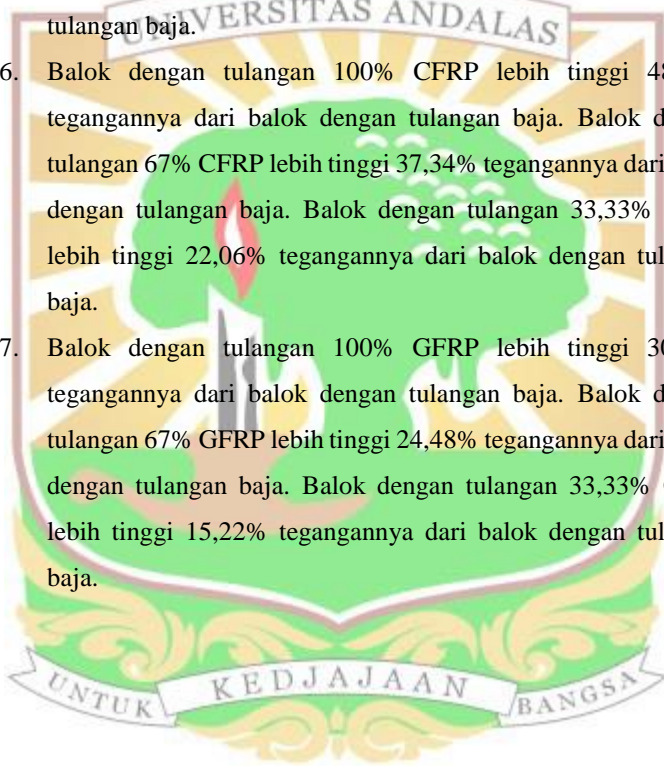 tulangan baja.
UNIVERSITAS ANDALAS
6. Balok dengan tulangan 100% CFRP lebih tinggi 48
tegangannya dari balok dengan tulangan baja. Balok d
tulangan 67% CFRP lebih tinggi 37,34% tegangannya dari
dengan tulangan baja. Balok dengan tulangan 33,33%
lebih tinggi 22,06% tegangannya dari balok dengan tul
baja.
7. Balok dengan tulangan 100% GFRP lebih tinggi 30
tegangannya dari balok dengan tulangan baja. Balok d
tulangan 67% GFRP lebih tinggi 24,48% tegangannya dari
dengan tulangan baja. Balok dengan tulangan 33,33%
lebih tinggi 15,22% tegangannya dari balok dengan tul
baja.
UNTUK KEDJAJAAN BANGSA